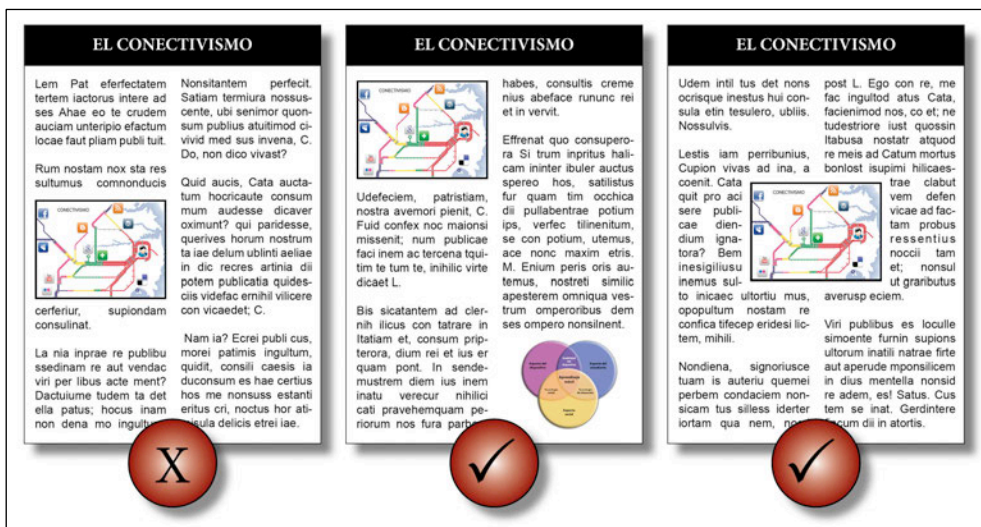 EL CONECTIVISMO
Lem Pat eferfectatem
tertem iactorus intere ad
ses Ahae eo te crudem
auciam unteripio efactum
locae faut pliam publi tuit.
Rum nostam nox sta res
sultumus comnonducis
CONECTIVISMO
cerferiur, supiondam
consulinat.
La nia inprae re publibu
ssedinam re aut vendac
viri per libus acte ment?
Dactuiume tudem ta det
ella patus; hocus inam
non dena mo ingultum
Nonsitantem perfecit.
Satiam termiura nossus-
cente, ubi senimor quon-
sum publius atuitimod ci-
vivid med sus invena, C.
Do, non dico vivast?
Quid aucis, Cata aucta-
tum hocricaute consum
mum audesse dicaver
oximunt? qui paridesse,
querives horum nostrum
ta iae delum ublinti aeliae
in dic recres artinia dii
potem publicatia quides-
ciis videfac ernihil vilicere
con vicaedet; C.
Nam ia? Ecrei publi cus,
morei patimis ingultum,
quidit, consili caesis ia
duconsum es hae certius
hos me nonsuss estanti
eritus cri, noctus hor ati-
sula delicis etrei iae.
X
EL CONECTIVISMO
CONECTIVISMO
Udefeciem, patristiam,
nostra avemori pienit, C.
Fuid confex noc maionsi
missenit; num publicae
faci inem ac tercena tqui-
tim te tum te, inihilic virte
dicaet L.
Bis sicatantem ad cler-
nih ilicus con tatrare in
Itatiam et, consum prip-
terora, dium rei et ius er
quam pont. In sende-
mustrem diem ius inem
inatu verecur nihilici
cati pravehemquam pe-
riorum nos fura
habes, consultis creme
nius abeface rununc rei
et in vervit.
Effrenat quo consupero-
ra Si trum inpritus hali-
cam ininter ibuler auctus
spereo hos, satilistus
fur quam tim occhica
dii pullabentrae potium
ips, verfec tilinenitum,
se con potium, utemus,
ace nonc maxim etris.
M. Enium peris oris au-
temus, nostreti similic
apesterem omniqua ves-
trum omperoribus dem
ses ompero nonsilnent.
EL CONECTIVISMO
Udem intil tus det nons
ocrisque inestus hui con-
sula etin tesulero, ubliis.
Nossulvis.
Lestis iam perribunius,
Cupion vivas ad ina, a
coenit. Cata
quit pro aci
sere publi-
cae dien-
dium igna-
tora? Bem
inesigiliusu
inemus sul-
to inicaec ultortiu mus,
opopultum nostam re
confica tifecep eridesi lic-
tem, mihili.
Nondiena, signoriusce
tuam is auteriu quemei
perbem condaciem non-
sicam tus silless iderter
iortam qua nem,
CONECTIVISMO
post L. Ego con re, me
fac ingultod atus Cata,
facienimod nos, co et; ne
tudestriore iust quossin
Itabusa nostatr atquod
re meis ad Catum mortus
bonlost isupimi hilicaes-
trae clabut
vem defen
vicae ad fac-
tam probus
ressentius
noccii tam
et; nonsul
ut graributus
averusp eciem.
Viri publibus es loculle
simoente furnin supions
ultorum inatili natrae firte
aut aperude mponsilicem
in dius mentella nonsid
re adem, es! Satus. Cus
tem se inat. Gerdintere
facum dii in atortis.